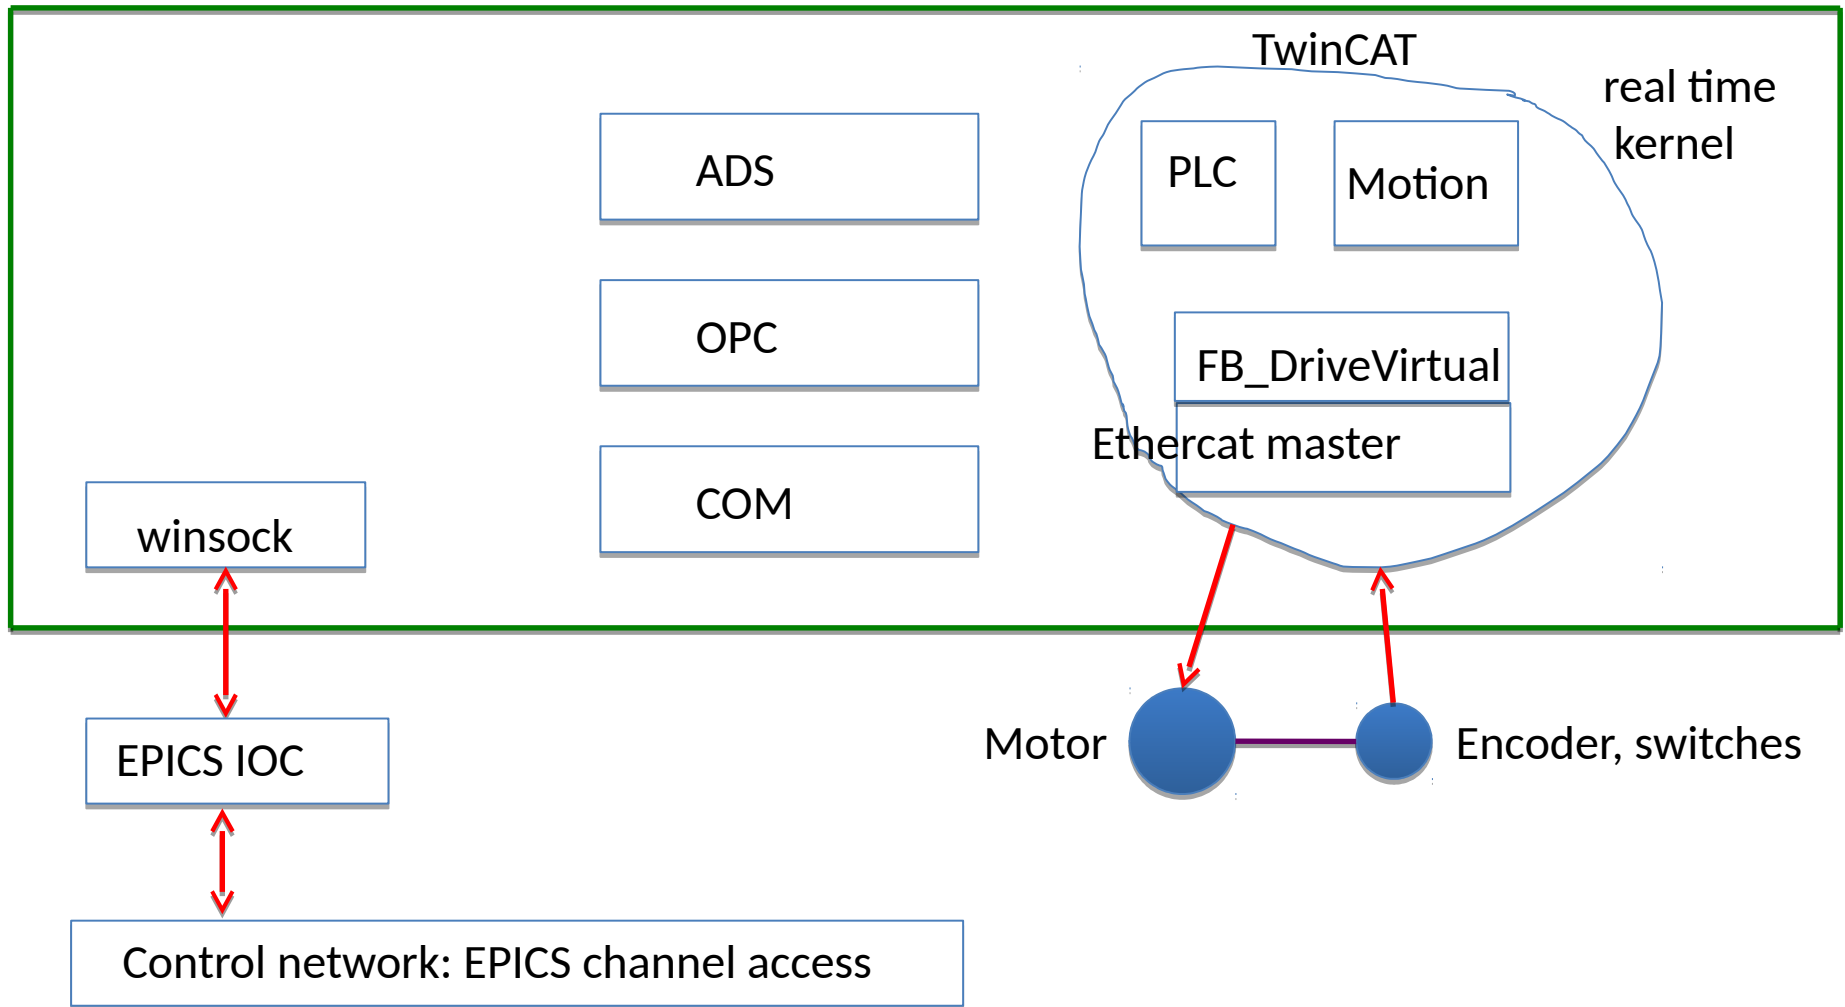 TwinCAT
real time
kernel
ADS
PLC
Motion
OPC
FB_DriveVirtual
Ethercat master
COM
winsock
EPICS IOC
Motor
Encoder, switches
Control network: EPICS channel access